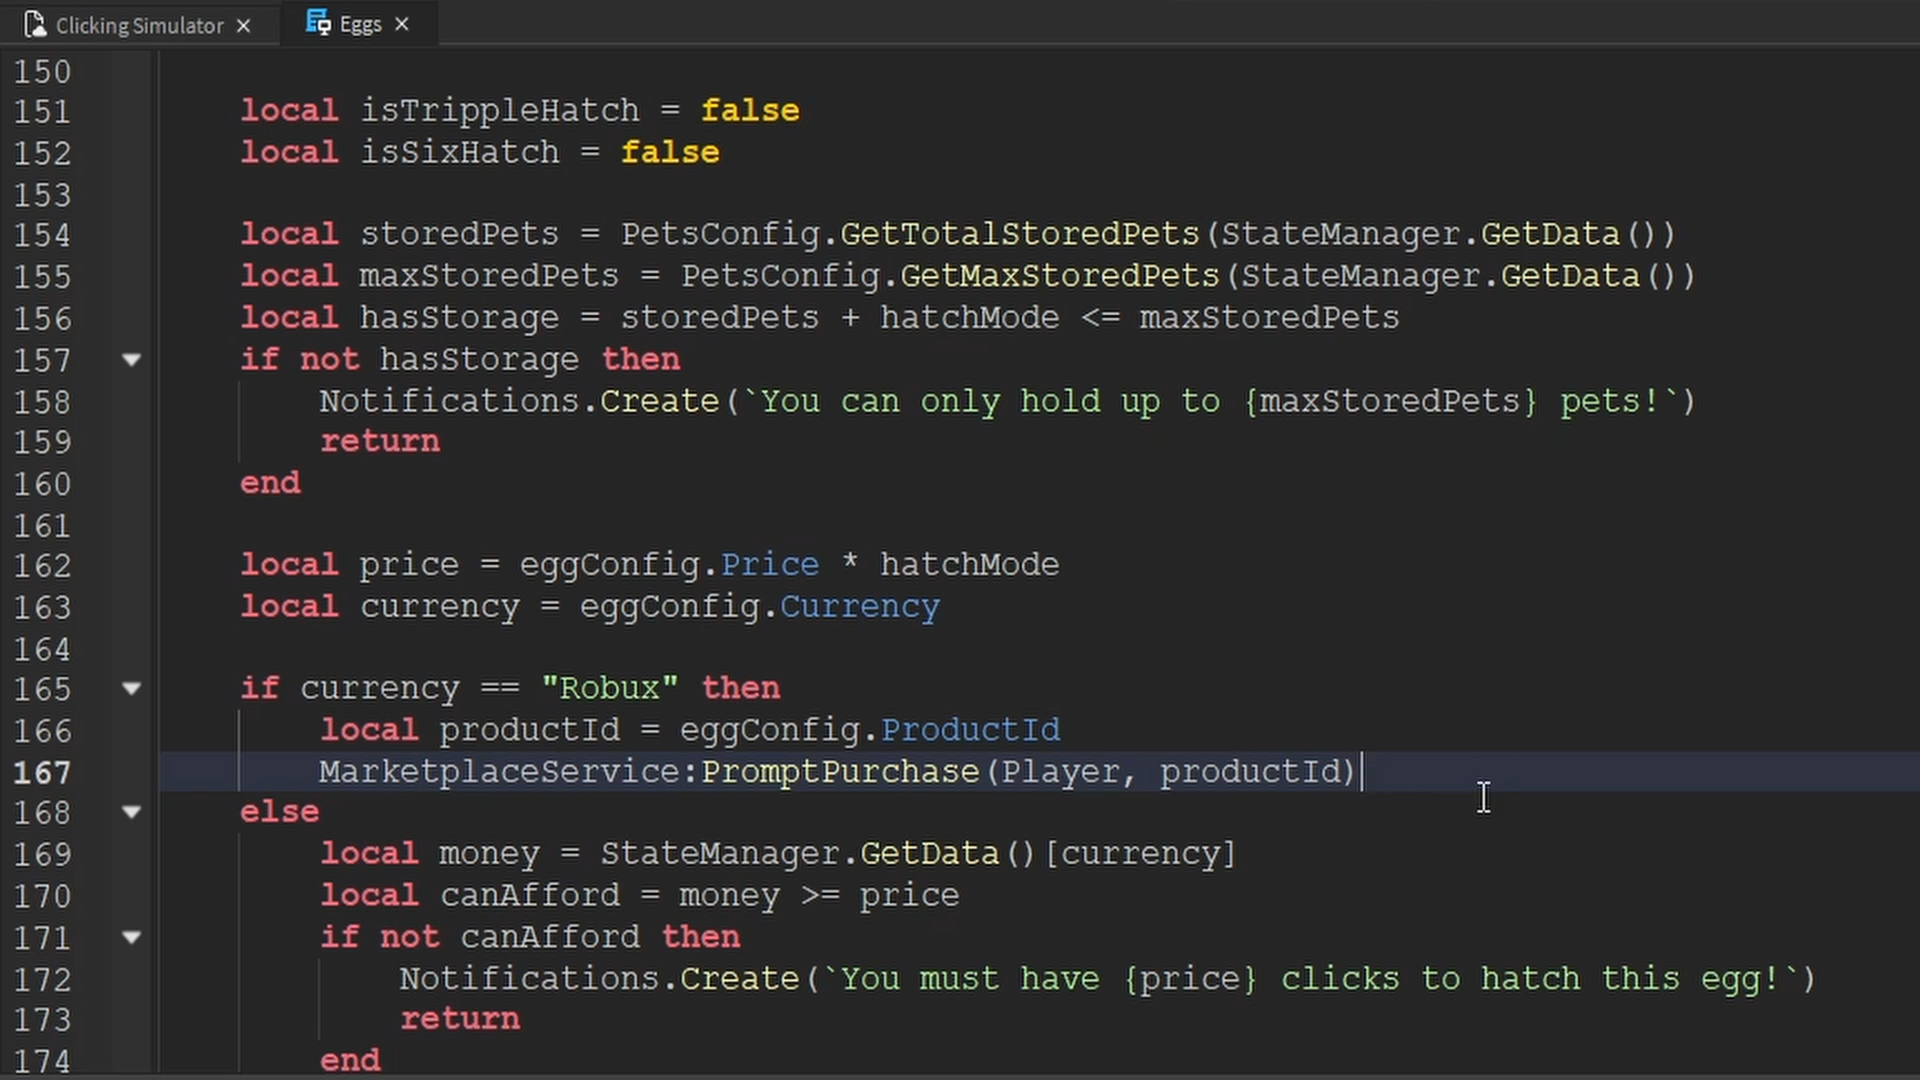 Clicking Simulator × Eggs ×
150
151 local isTrippleHatch = false
152 local isSixHatch = false
153
154 local storedPets = PetsConfig.GetTotalStoredPets(StateManager.GetData())
155 local maxStoredPets = PetsConfig.GetMaxStoredPets(StateManager.GetData())
156 local hasStorage = storedPets + hatchMode <= maxStoredPets
157 if not hasStorage then
158 Notifications.Create(`You can only hold up to {maxStoredPets} pets!`)
159 return
160 end
161
162 local price = eggConfig.Price * hatchMode
163 local currency = eggConfig.Currency
164
165 if currency == "Robux" then
166 local productId = eggConfig.ProductId
167 MarketplaceService:PromptPurchase(Player, productId)
168 else
169 local money = StateManager.GetData()[currency]
170 local canAfford = money >= price
171 if not canAfford then
172 Notifications.Create(`You must have {price} clicks to hatch this egg!`)
173 return
174 end